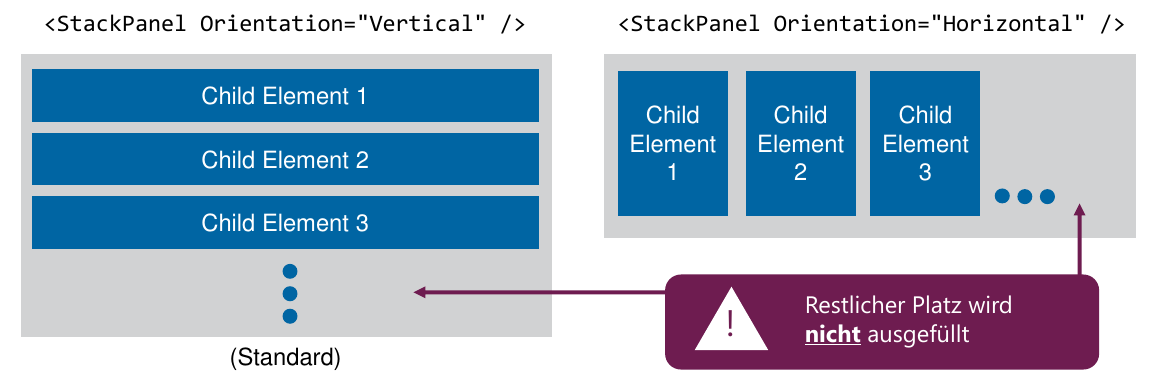 <StackPanel Orientation="Vertical" />
Child Element 1
Child Element 2
Child Element 3
(Standard)
<StackPanel Orientation="Horizontal" />
Child
Element
1
Child
Element
2
Child
Element
3
!
Restlicher Platz wird
nicht ausgefüllt